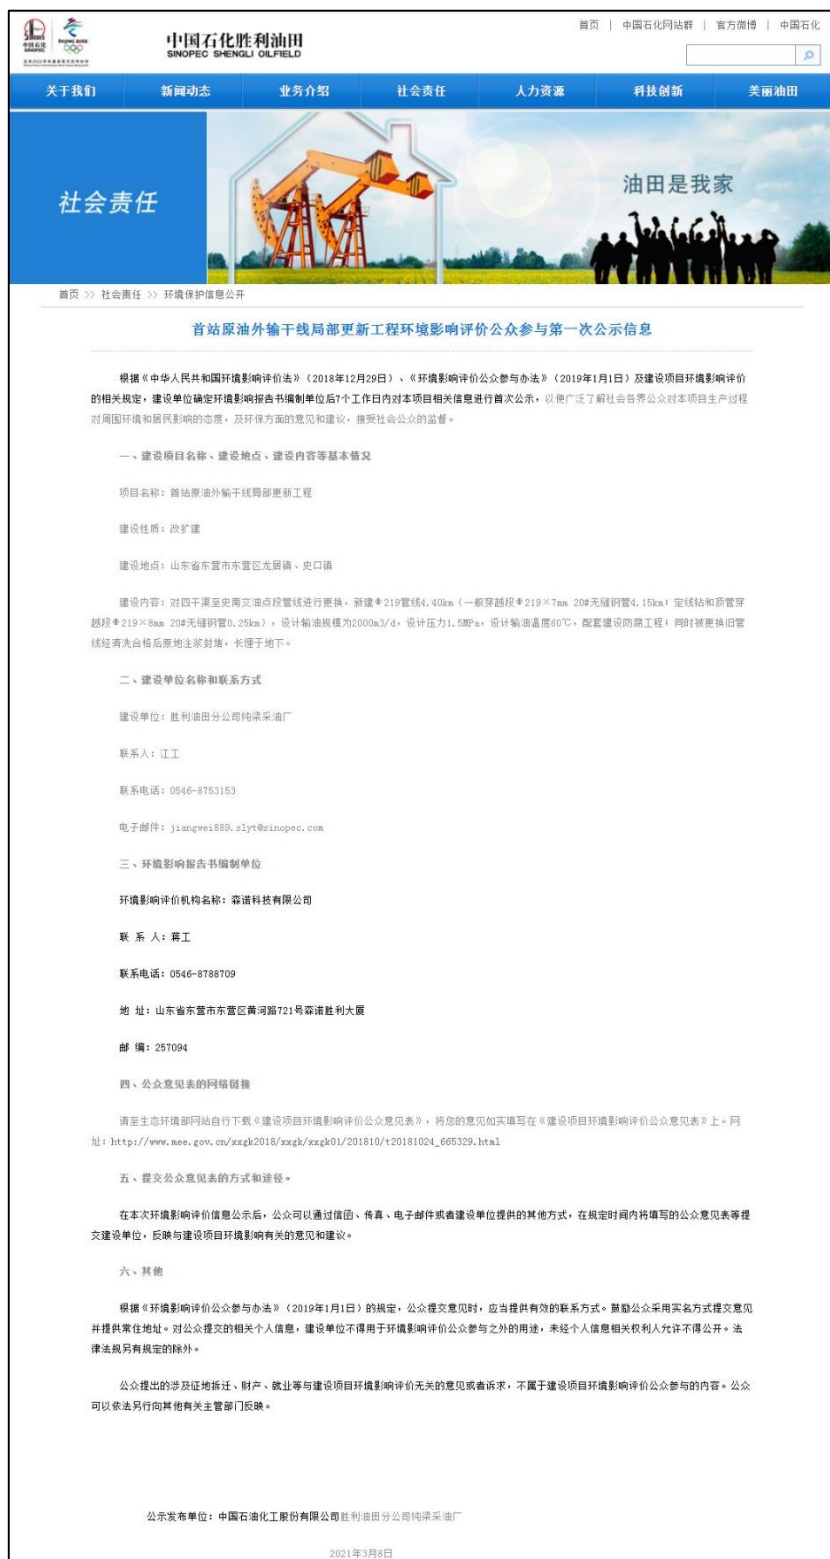 首页 | 中国石化网站群 | 官方微博 | 中国石化
中国石化
SINOPEC
中国石化胜利油田
SINOPEC SHENGLI OILFIELD
关于我们 新闻动态 业务介绍 社会责任 人力资源 科技创新 美丽油田
社会责任
油田是我家
首页 >> 社会责任 >> 环境保护信息公开
首站原油外输干线局部更新工程环境影响评价公众参与第一次公示信息
根据《中华人民共和国环境影响评价法》（2018年12月29日）、《环境影响评价公众参与办法》（2019年1月1日）及建设项目环境影响评价
的相关规定，建设单位确定环境影响报告书编制单位后7个工作日内对本项目相关信息进行首次公示，以便广泛了解社会各界公众对本项目生产过程
对周围环境和居民影响的态度，及环保方面的意见和建议，接受社会公众的监督。
一、建设项目名称、建设地点、建设内容等基本情况
项目名称：首站原油外输干线局部更新工程
建设性质：改扩建
建设地点：山东省东营市东营区龙居镇、史口镇
建设内容：对四干渠至史南交油点段管线进行更换，新建Φ219管线4.40km（一般穿越段Φ219×7mm 20#无缝钢管4.15km；定线钻和顶管穿
越段Φ219×8mm 20#无缝钢管0.25km），设计输油规模为2000m3/d，设计压力1.5MPa，设计输油温度60℃，配套建设防腐工程；同时被更换旧管
线经清洗合格后原地注浆封堵，长埋于地下。
二、建设单位名称和联系方式
建设单位：胜利油田分公司纯梁采油厂
联系人：江工
联系电话：0546-8753153
电子邮件：jiangwei889.slyt@sinopec.com
三、环境影响报告书编制单位
环境影响评价机构名称：森诺科技有限公司
联 系 人：蒋工
联系电话：0546-8788709
地 址：山东省东营市东营区黄河路721号森诺胜利大厦
邮 编：257094
四、公众意见表的网络链接
请至生态环境部网站自行下载《建设项目环境影响评价公众意见表》，将您的意见如实填写在《建设项目环境影响评价公众意见表》上。网
址：http://www.mee.gov.cn/xxgk2018/xxgk/xxgk01/201810/t20181024_665329.html
五、提交公众意见表的方式和途径。
在本次环境影响评价信息公示后，公众可以通过信函、传真、电子邮件或者建设单位提供的其他方式，在规定时间内将填写的公众意见表等提
交建设单位，反映与建设项目环境影响有关的意见和建议。
六、其他
根据《环境影响评价公众参与办法》（2019年1月1日）的规定，公众提交意见时，应当提供有效的联系方式。鼓励公众采用实名方式提交意见
并提供常住地址。对公众提交的相关个人信息，建设单位不得用于环境影响评价公众参与之外的用途，未经个人信息相关权利人允许不得公开。法
律法规另有规定的除外。
公众提出的涉及征地拆迁、财产、就业等与建设项目环境影响评价无关的意见或者诉求，不属于建设项目环境影响评价公众参与的内容。公众
可以依法另行向其他有关主管部门反映。
公示发布单位：中国石油化工股份有限公司胜利油田分公司纯梁采油厂
2021年3月8日